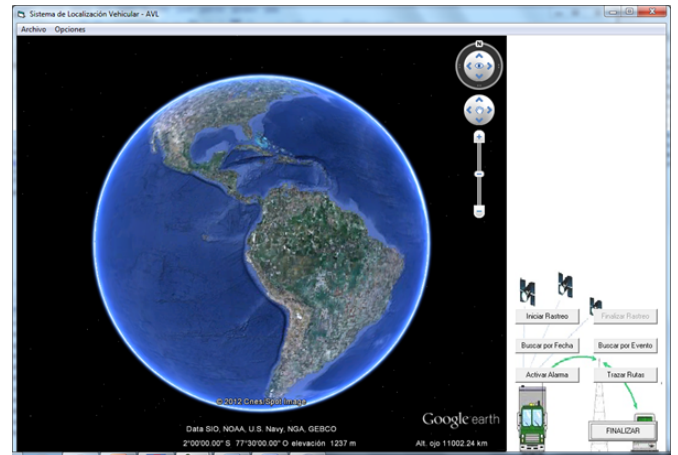 Sistema de Localización Vehicular - AVL
Archivo Opciones
N
Iniciar Rastreo Finalizar Rastreo
Buscar por Fecha Buscar por Evento
Activar Alarma Trazar Rutas
FINALIZAR
© 2012 Cnes/Spot Image
Google earth
Data SIO, NOAA, U.S. Navy, NGA, GEBCO
2°00'00.00" S 77°30'00.00" O elevación 1237 m Alt. ojo 11002.24 km